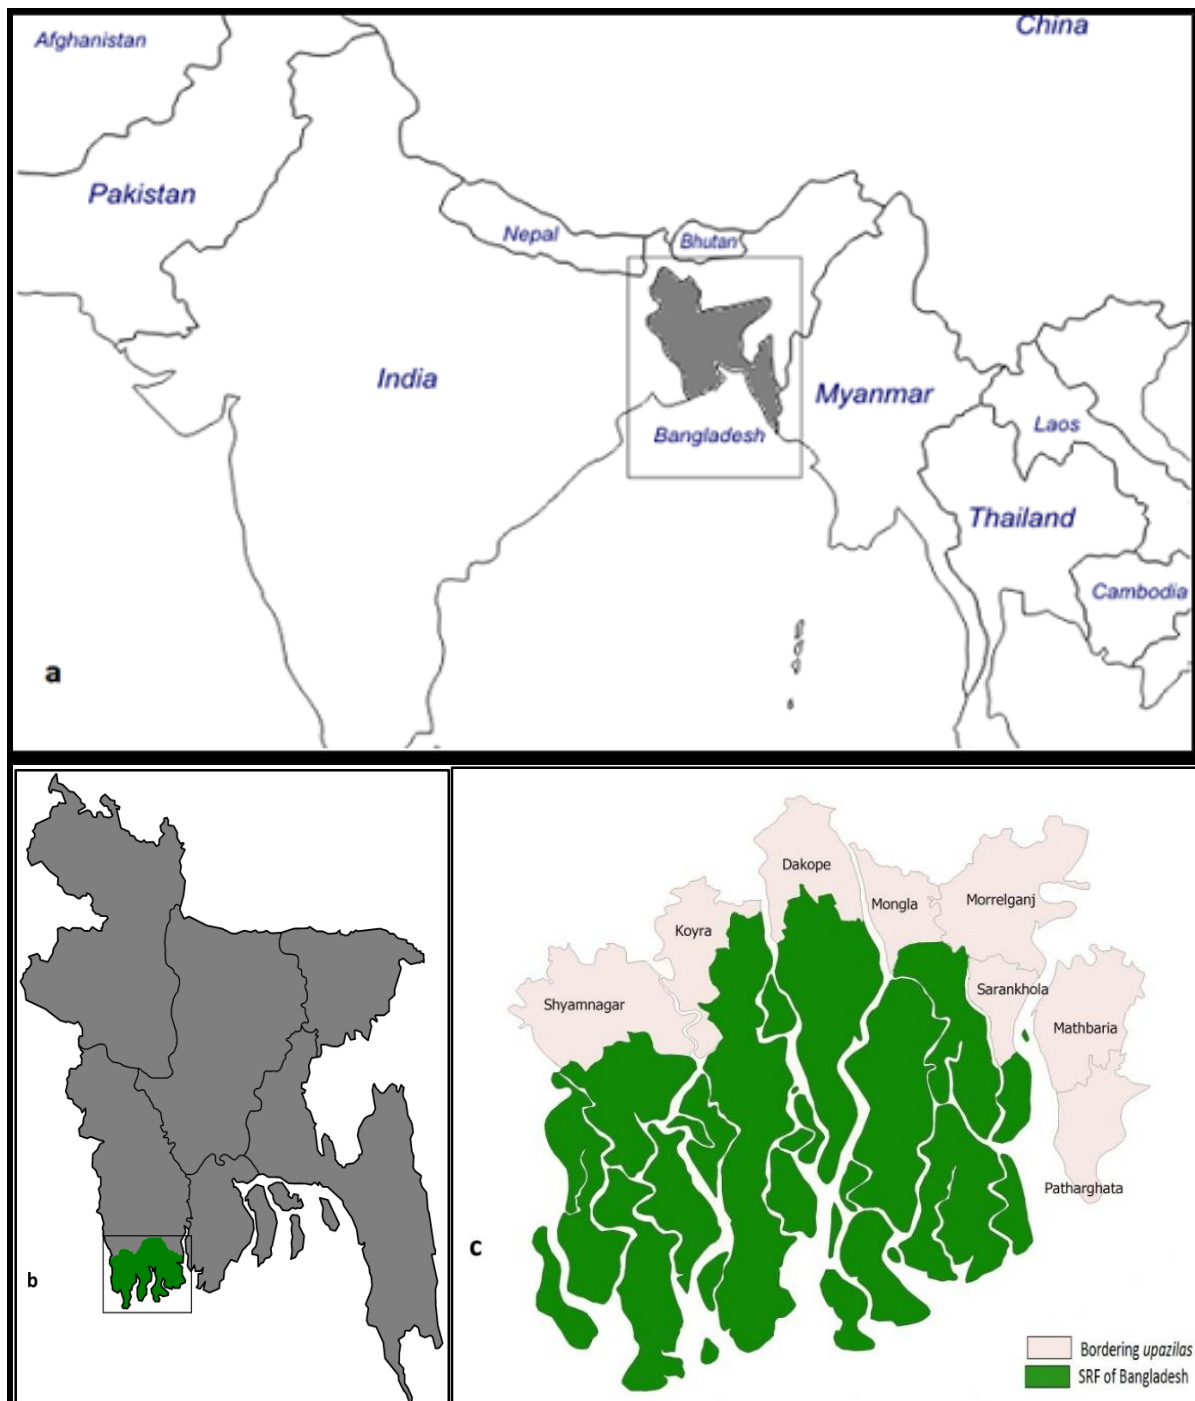 Afghanistan
China
Pakistan
Nepal
Bhutan
India
Myanmar
Bangladesh
Laos
Thailand
Cambodia
a
b
Dakope
Mongla
Morrelganj
Koyra
Sarankhola
Shyamnagar
Mathbaria
Patharghata
c
Bordering upazilas
SRF of Bangladesh